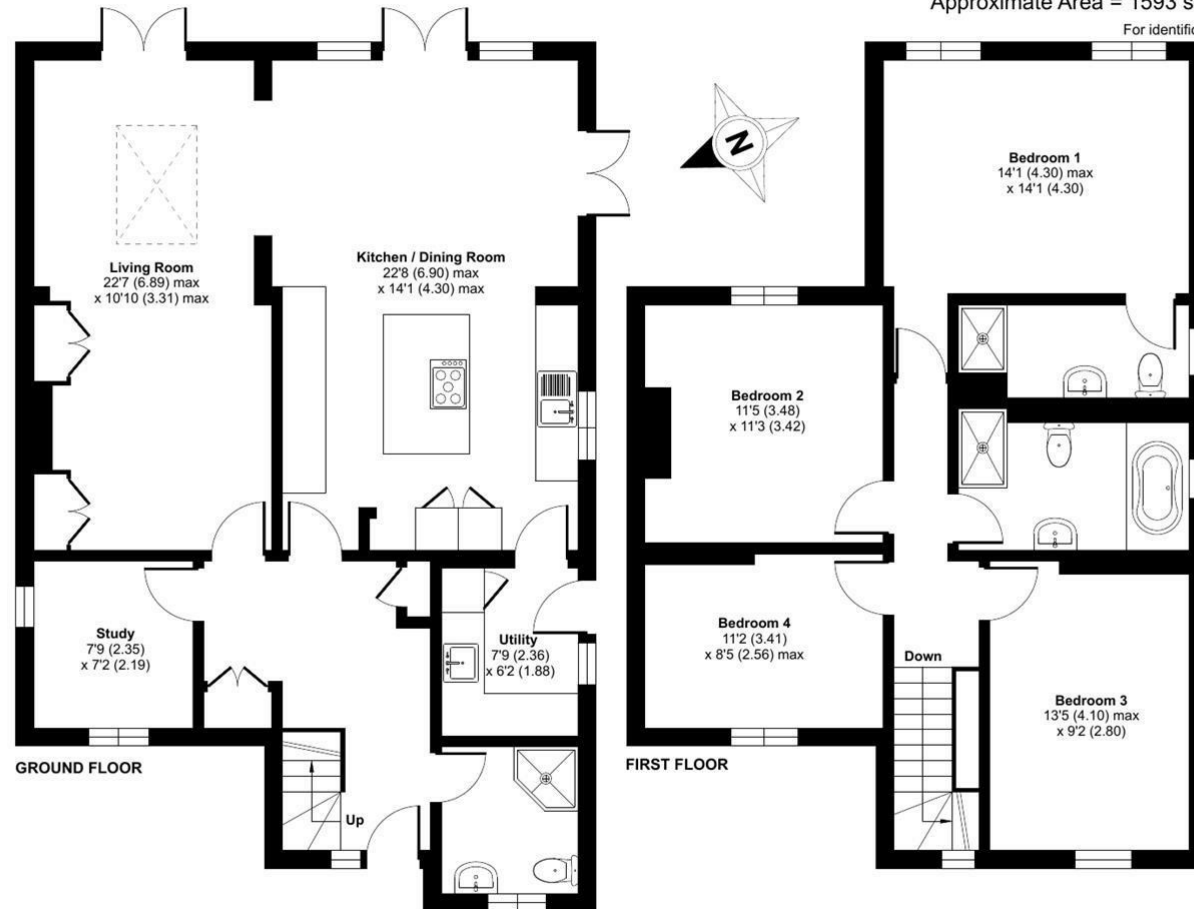 Approximate Area = 1593 s
For identific
N
Living Room
22'7 (6.89) max
x 10'10 (3.31) max
Kitchen / Dining Room
22'8 (6.90) max
x 14'1 (4.30) max
Study
7'9 (2.35)
x 7'2 (2.19)
Utility
7'9 (2.36)
x 6'2 (1.88)
Up
GROUND FLOOR
Bedroom 1
14'1 (4.30) max
x 14'1 (4.30)
Bedroom 2
11'5 (3.48)
x 11'3 (3.42)
Bedroom 4
11'2 (3.41)
x 8'5 (2.56) max
Down
Bedroom 3
13'5 (4.10) max
x 9'2 (2.80)
FIRST FLOOR